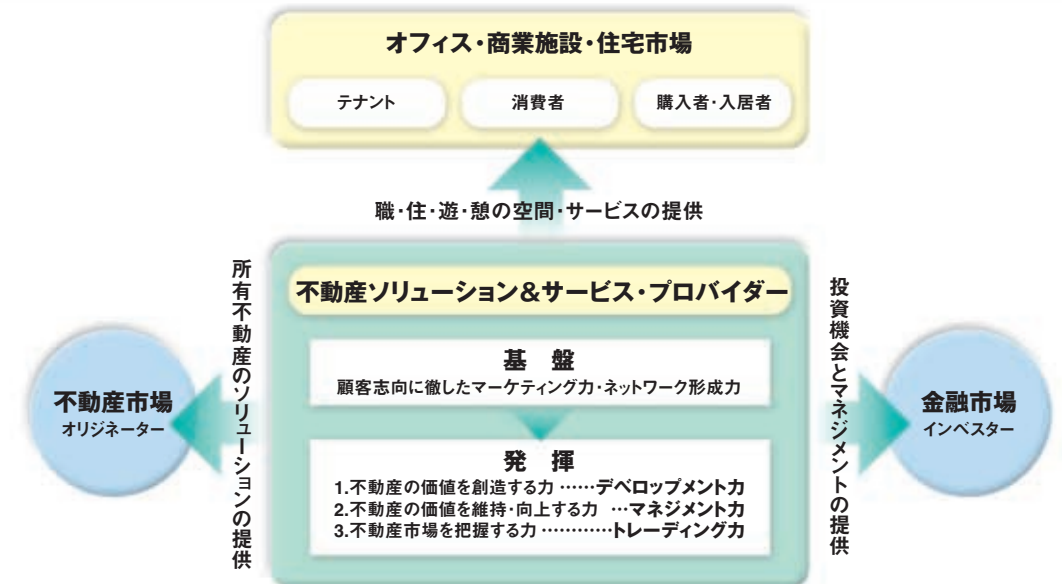 オフィス・商業施設・住宅市場
テナント
消費者
購入者・入居者
職・住・遊・憩の空間・サービスの提供
所有不動産のソリューションの提供
不動産ソリューション&サービス・プロバイダー
投資機会とマネジメントの提供
基 盤
顧客志向に徹したマーケティング力・ネットワーク形成力
不動産市場
オリジネーター
金融市場
インベスター
発 揮
1.不動産の価値を創造する力 ……デベロップメント力
2.不動産の価値を維持・向上する力 …マネジメント力
3.不動産市場を把握する力 …………トレーディング力